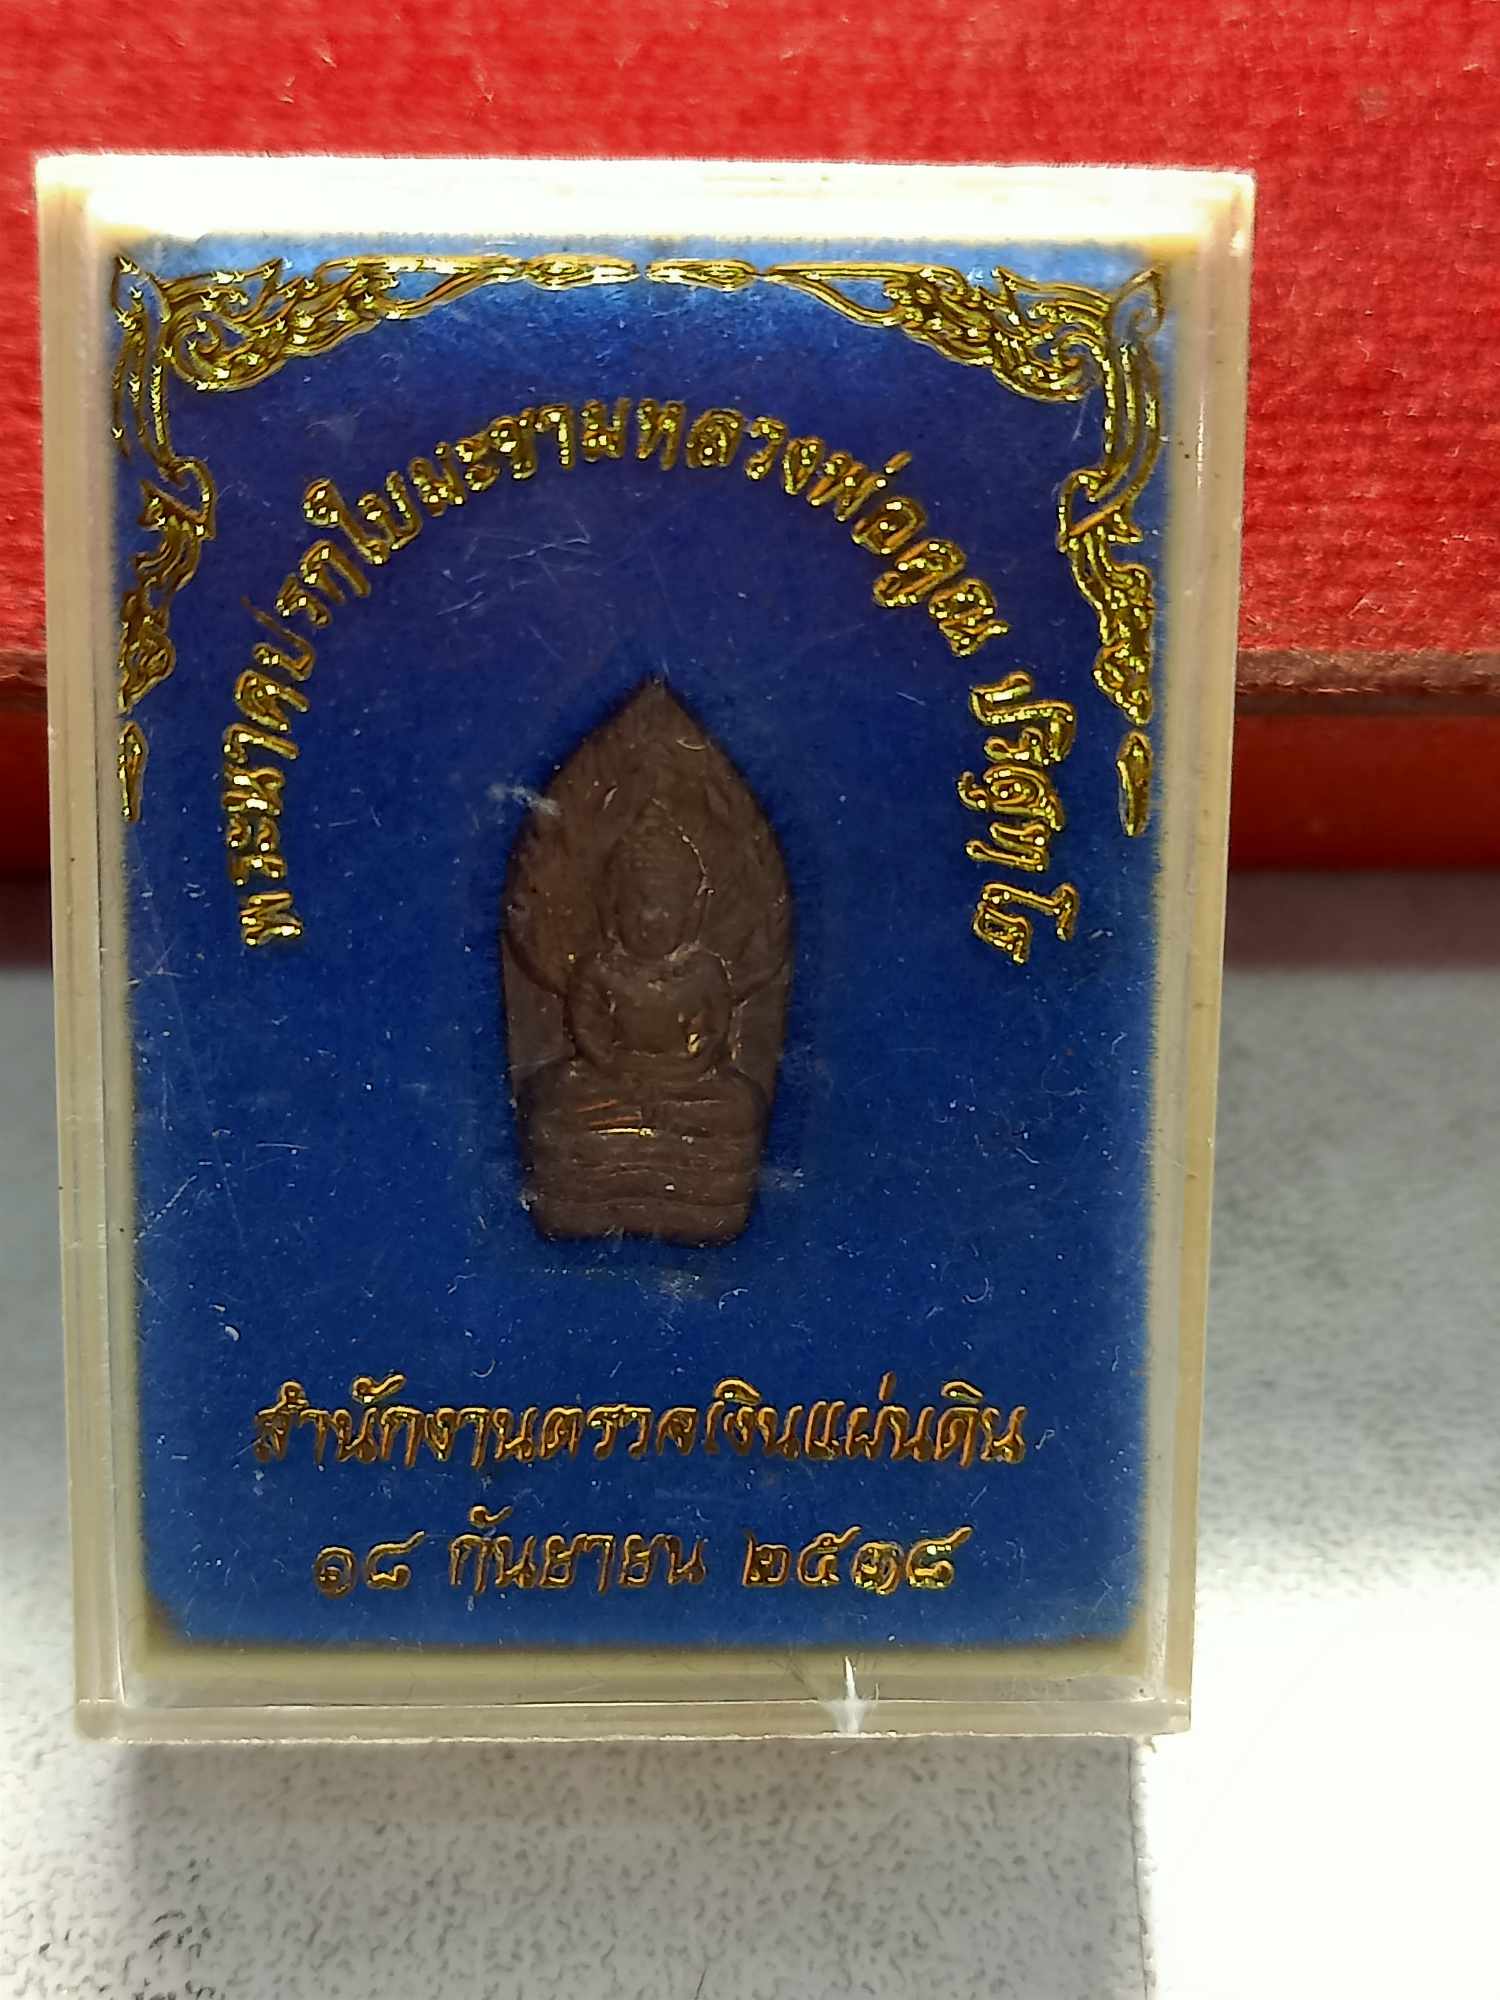 พระนาคปรกใบมะขามหลวงพ่อคูณ ปริสุทฺโธ
สำนักงานตรวจเงินแผ่นดิน
๑๘ กันยายน ๒๕๓๘